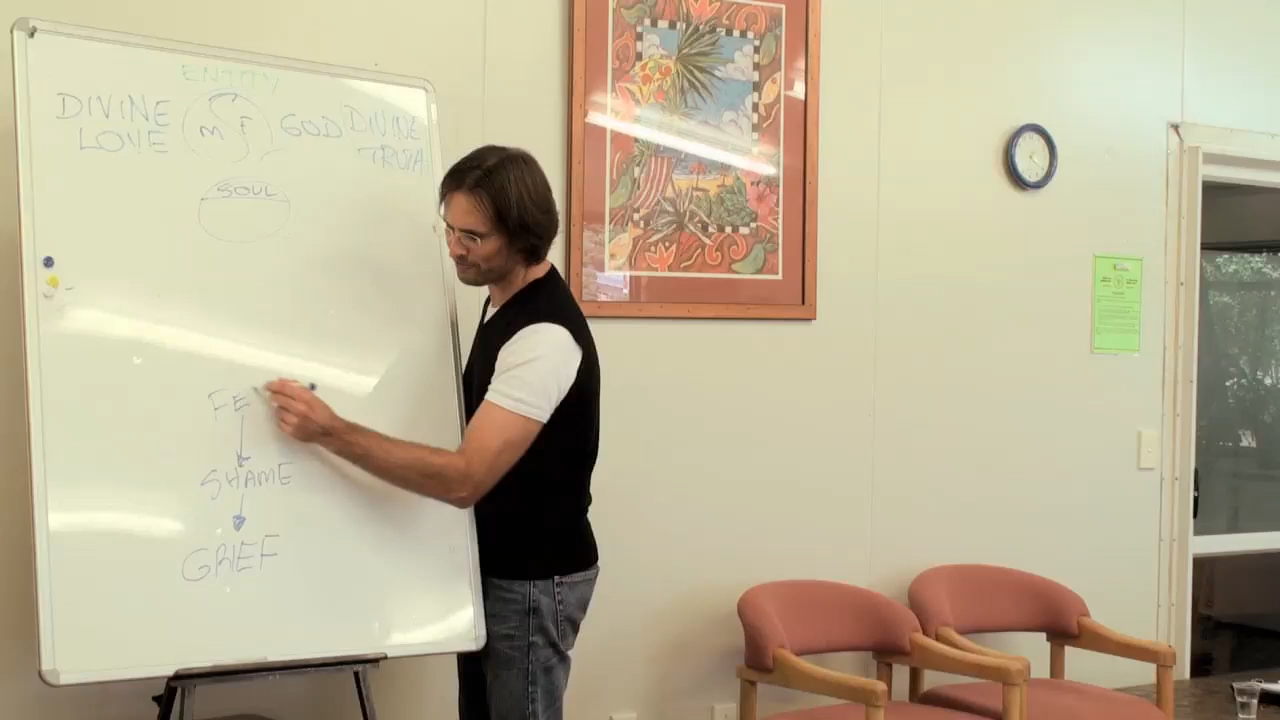 ENTITY
DIVINE LOVE
M F
GOD
DIVINE TRUTH
SOUL
FE
SHAME
GRIEF